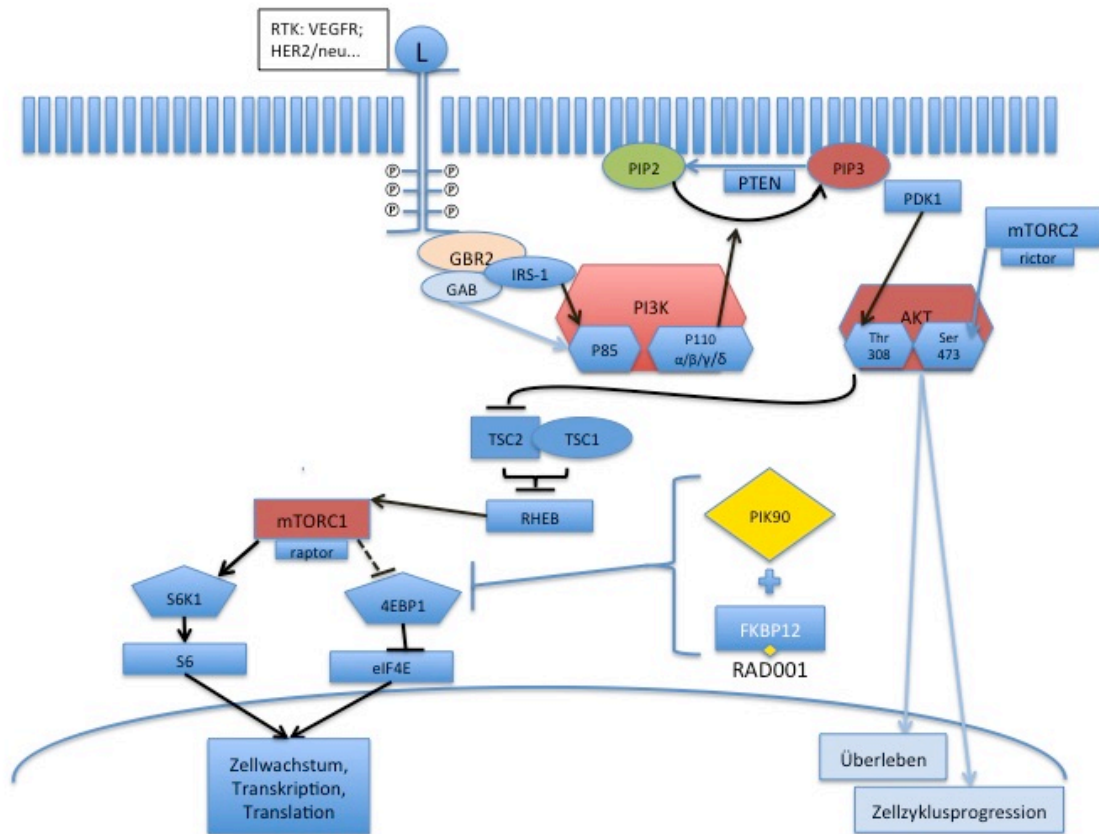 RTK: VEGFR;
HER2/neu...
L
PIP2
PTEN
PIP3
PDK1
mTORC2
rictor
P
P
P
P
P
P
GBR2
IRS-1
GAB
PI3K
P85
P110
α/β/γ/δ
AKT
Thr
308
Ser
473
TSC2
TSC1
RHEB
mTORC1
raptor
PIK90
S6K1
4EBP1
FKBP12
RAD001
S6
eIF4E
Zellwachstum,
Transkription,
Translation
Überleben
Zellzyklusprogression